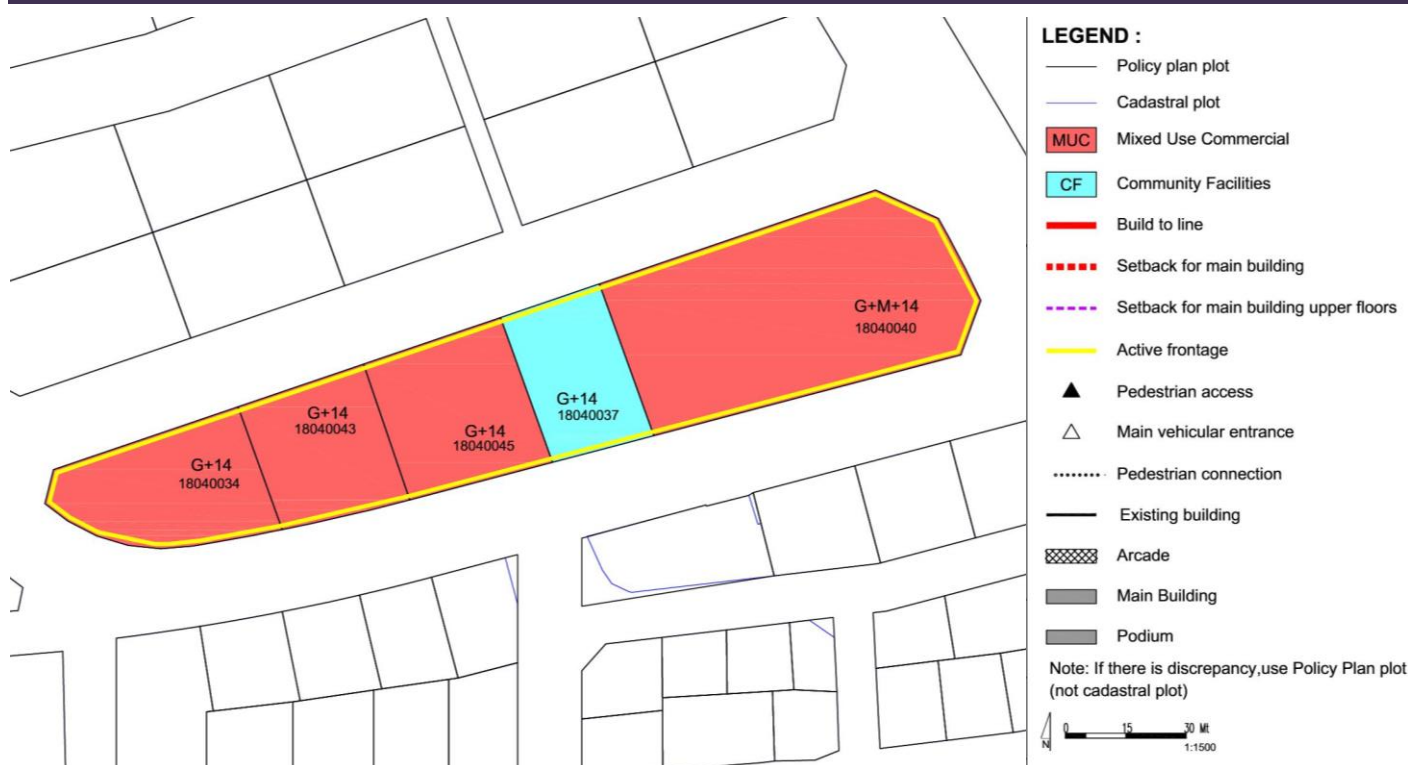 G+M+14
18040040
G+14
18040037
G+14
18040043
G+14
18040045
G+14
18040034
LEGEND :
Policy plan plot
Cadastral plot
MUC Mixed Use Commercial
CF Community Facilities
Build to line
Setback for main building
Setback for main building upper floors
Active frontage
Pedestrian access
Main vehicular entrance
Pedestrian connection
Existing building
Arcade
Main Building
Podium
Note: If there is discrepancy,use Policy Plan plot
(not cadastral plot)
N 0 15 30 Mt
1:1500